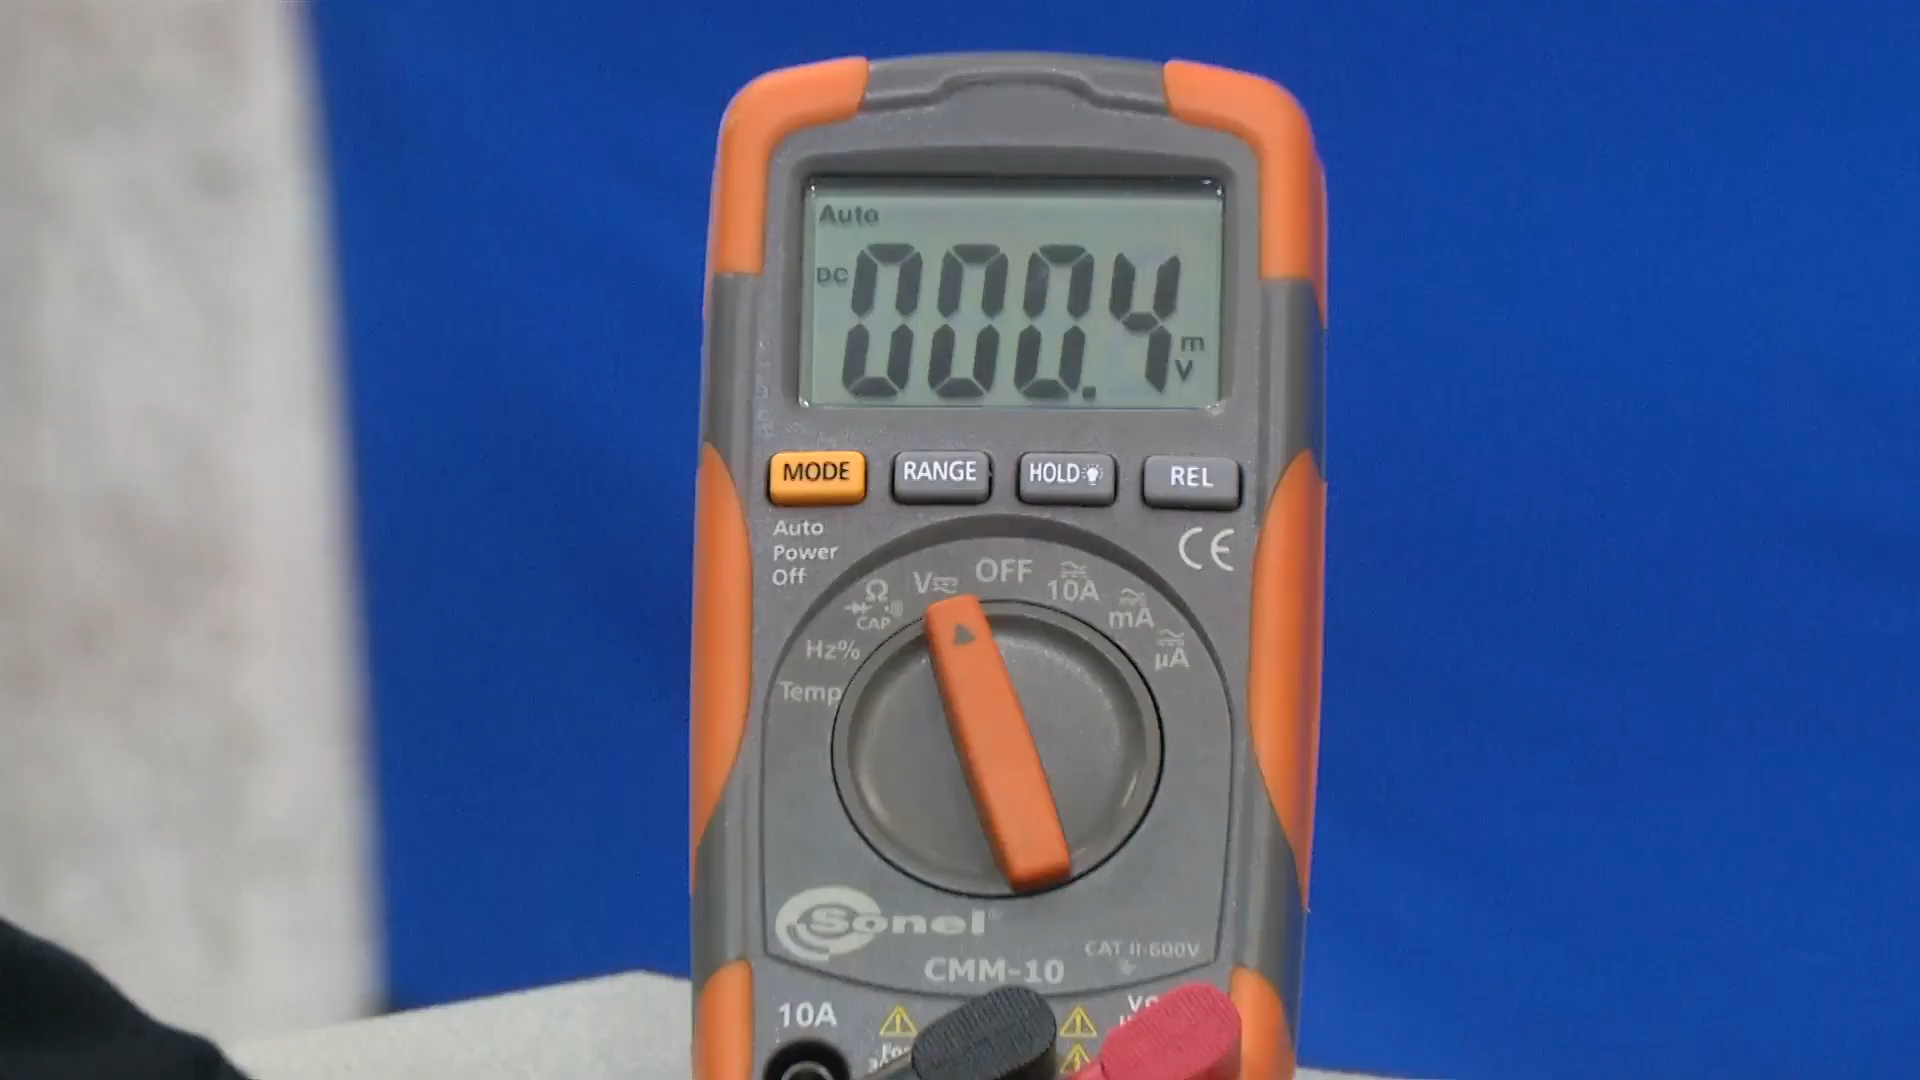 Auto
DC
000.4
m
V
MODE RANGE HOLD REL
Auto
Power
Off
CE
OFF
V
10A
Ω
CAP
mA
Hz%
µA
Temp
Sonel®
CAT II-600V
CMM-10
10A